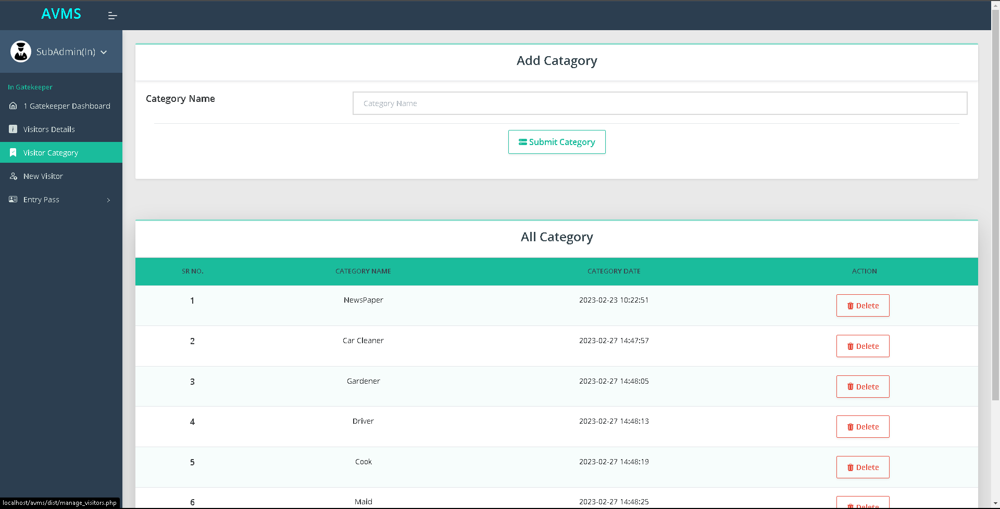 AVMS
SubAdmin(In)
In Gatekeeper
1 Gatekeeper Dashboard
Visitors Details
Visitor Category
New Visitor
Entry Pass
Add Catagory
Category Name
Category Name
Submit Category
All Category
SR NO. CATEGORY NAME CATEGORY DATE ACTION
1 NewsPaper 2023-02-23 10:22:51 Delete
2 Car Cleaner 2023-02-27 14:47:57 Delete
3 Gardener 2023-02-27 14:48:05 Delete
4 Driver 2023-02-27 14:48:13 Delete
5 Cook 2023-02-27 14:48:19 Delete
6 Maid 2023-02-27 14:48:25 Delete
localhost/avms/dist/manage_visitors.php